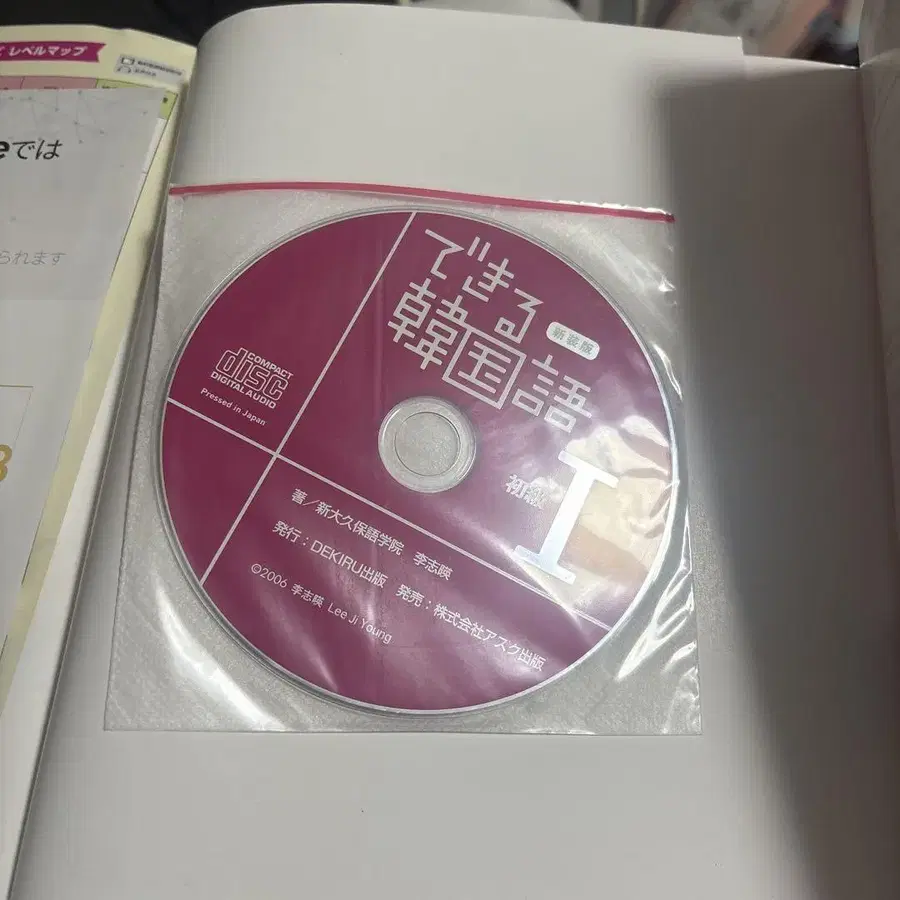 レベルマップ
eでは
られます
できる
韓国語
新装版
COMPACT
disc
DIGITAL AUDIO
Pressed in Japan
初級
I
著／新大久保語学院 李志暎
発行：DEKIRU出版 発売：株式会社アスク出版
©2006 李志暎 Lee Ji Young